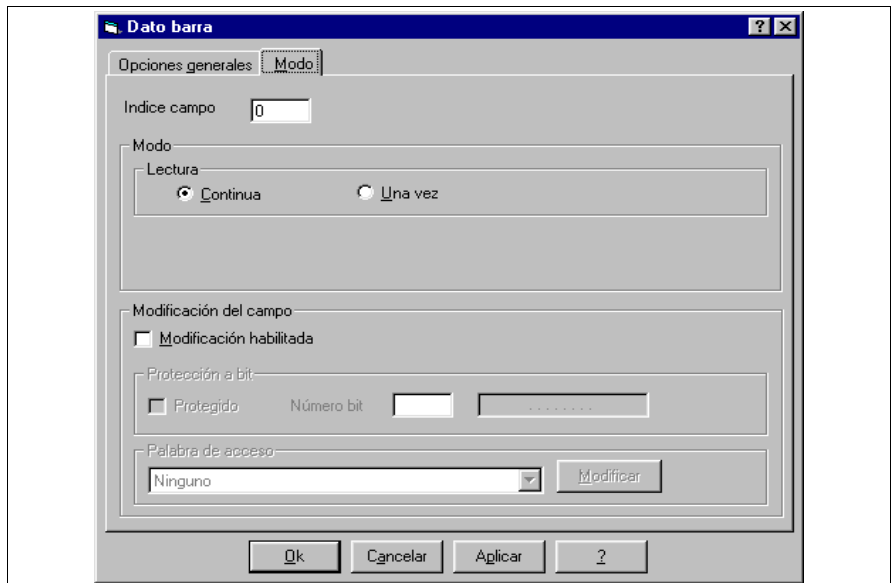 Dato barra
Opciones generales Modo
Indice campo 0
Modo
Lectura
Continua Una vez
Modificación del campo
Modificación habilitada
Protección a bit
Protegido Número bit ........
Palabra de acceso
Ninguno Modificar
Ok Cancelar Aplicar ?